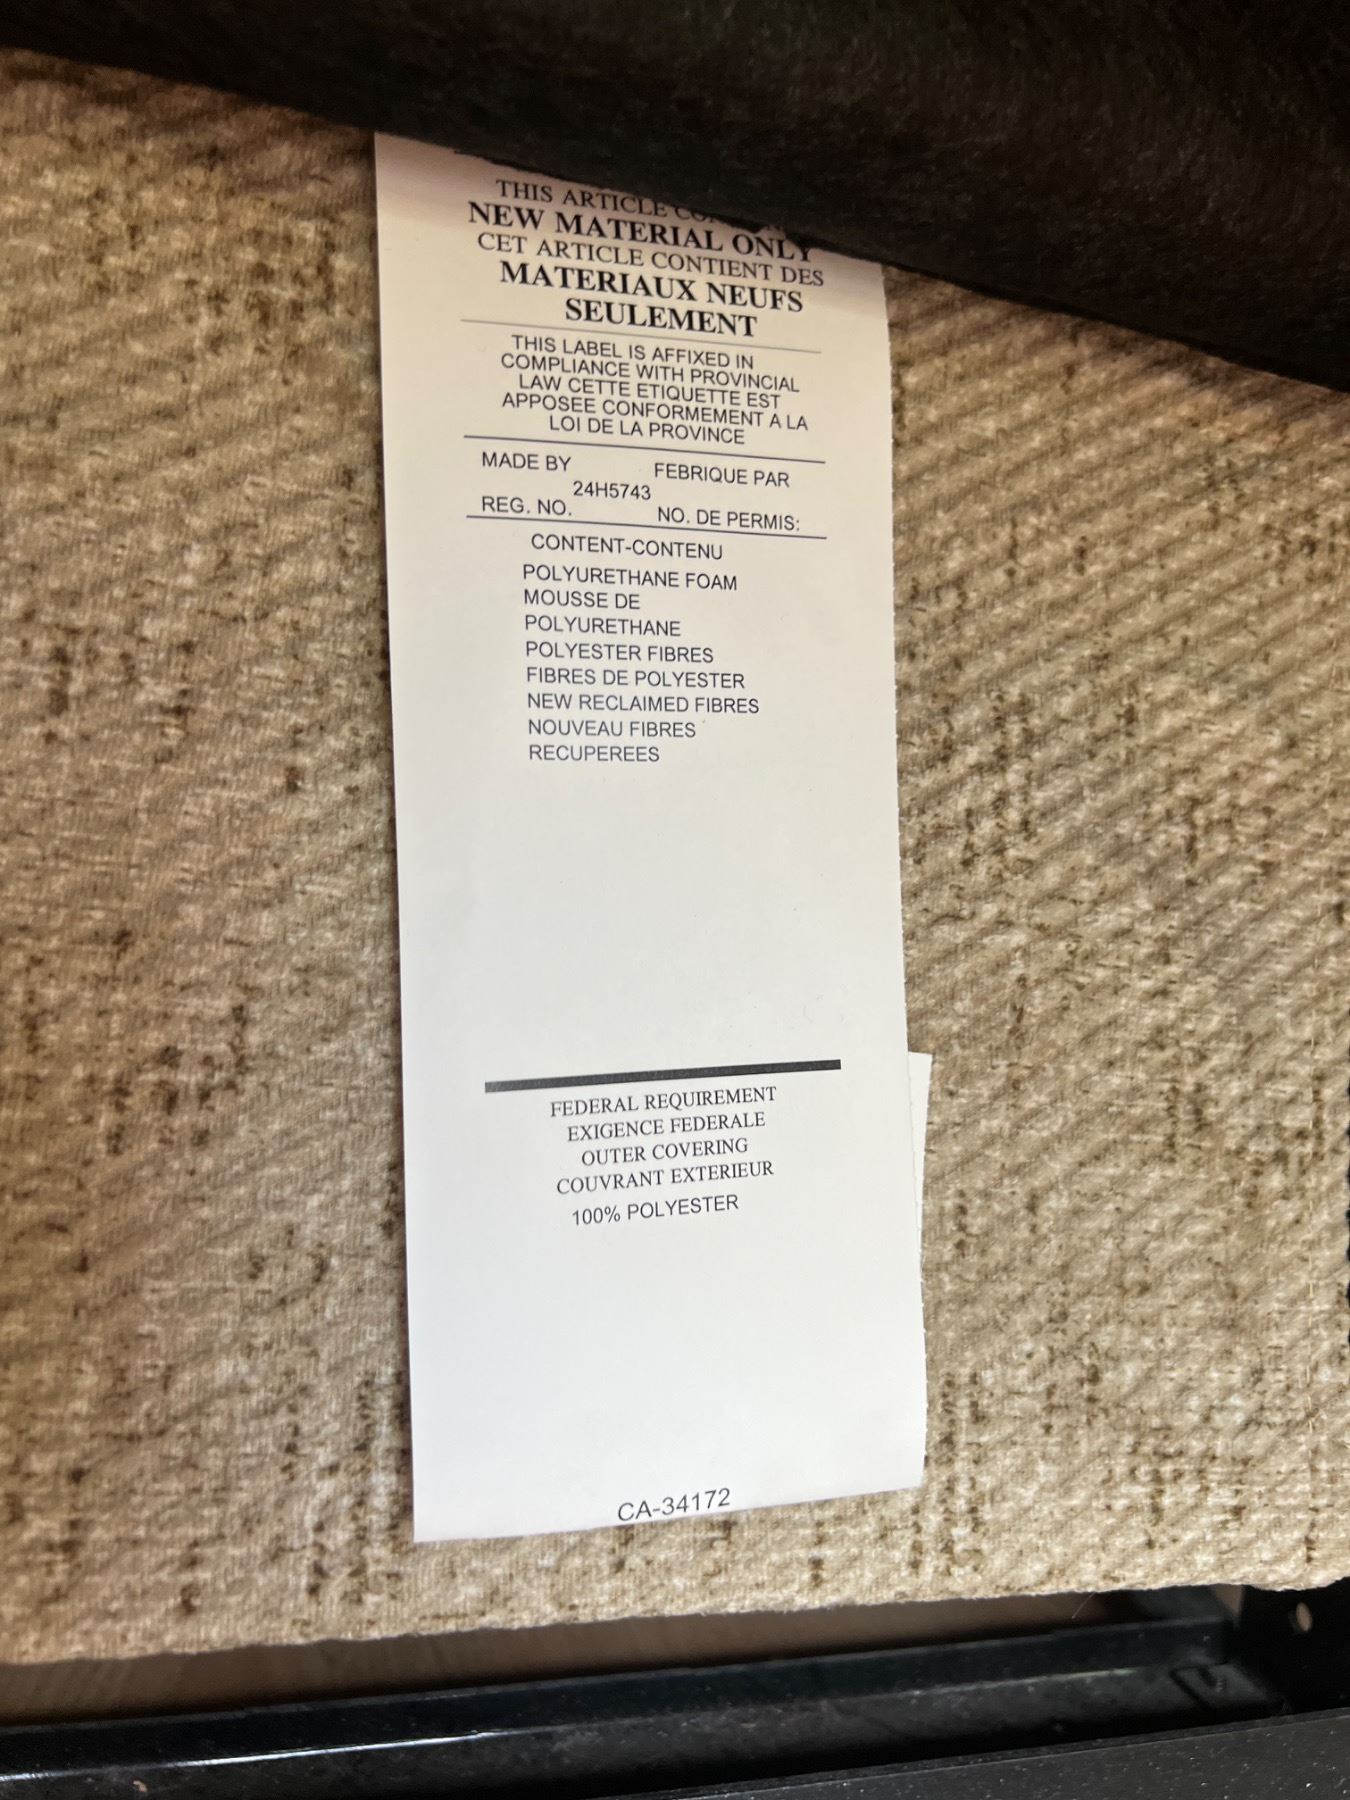 THIS ARTICLE
NEW MATERIAL ONLY
CET ARTICLE CONTIENT DES
MATERIAUX NEUFS
SEULEMENT
THIS LABEL IS AFFIXED IN
COMPLIANCE WITH PROVINCIAL
LAW CETTE ETIQUETTE EST
APPOSEE CONFORMEMENT A LA
LOI DE LA PROVINCE
MADE BY FEBRIQUE PAR
24H5743
REG. NO. NO. DE PERMIS:
CONTENT-CONTENU
POLYURETHANE FOAM
MOUSSE DE
POLYURETHANE
POLYESTER FIBRES
FIBRES DE POLYESTER
NEW RECLAIMED FIBRES
NOUVEAU FIBRES
RECUPEREES
FEDERAL REQUIREMENT
EXIGENCE FEDERALE
OUTER COVERING
COUVRANT EXTERIEUR
100% POLYESTER
CA-34172